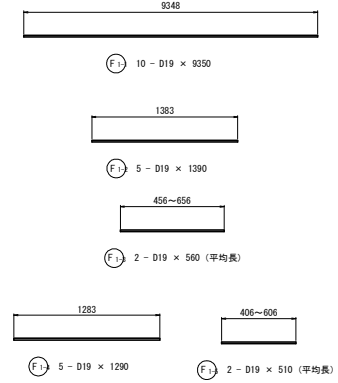 9348
F1-1 10 - D19 × 9350
1383
F1-2 5 - D19 × 1390
456～656
F1-3 2 - D19 × 560 (平均長)
1283
F1-4 5 - D19 × 1290
406～606
F1-5 2 - D19 × 510 (平均長)